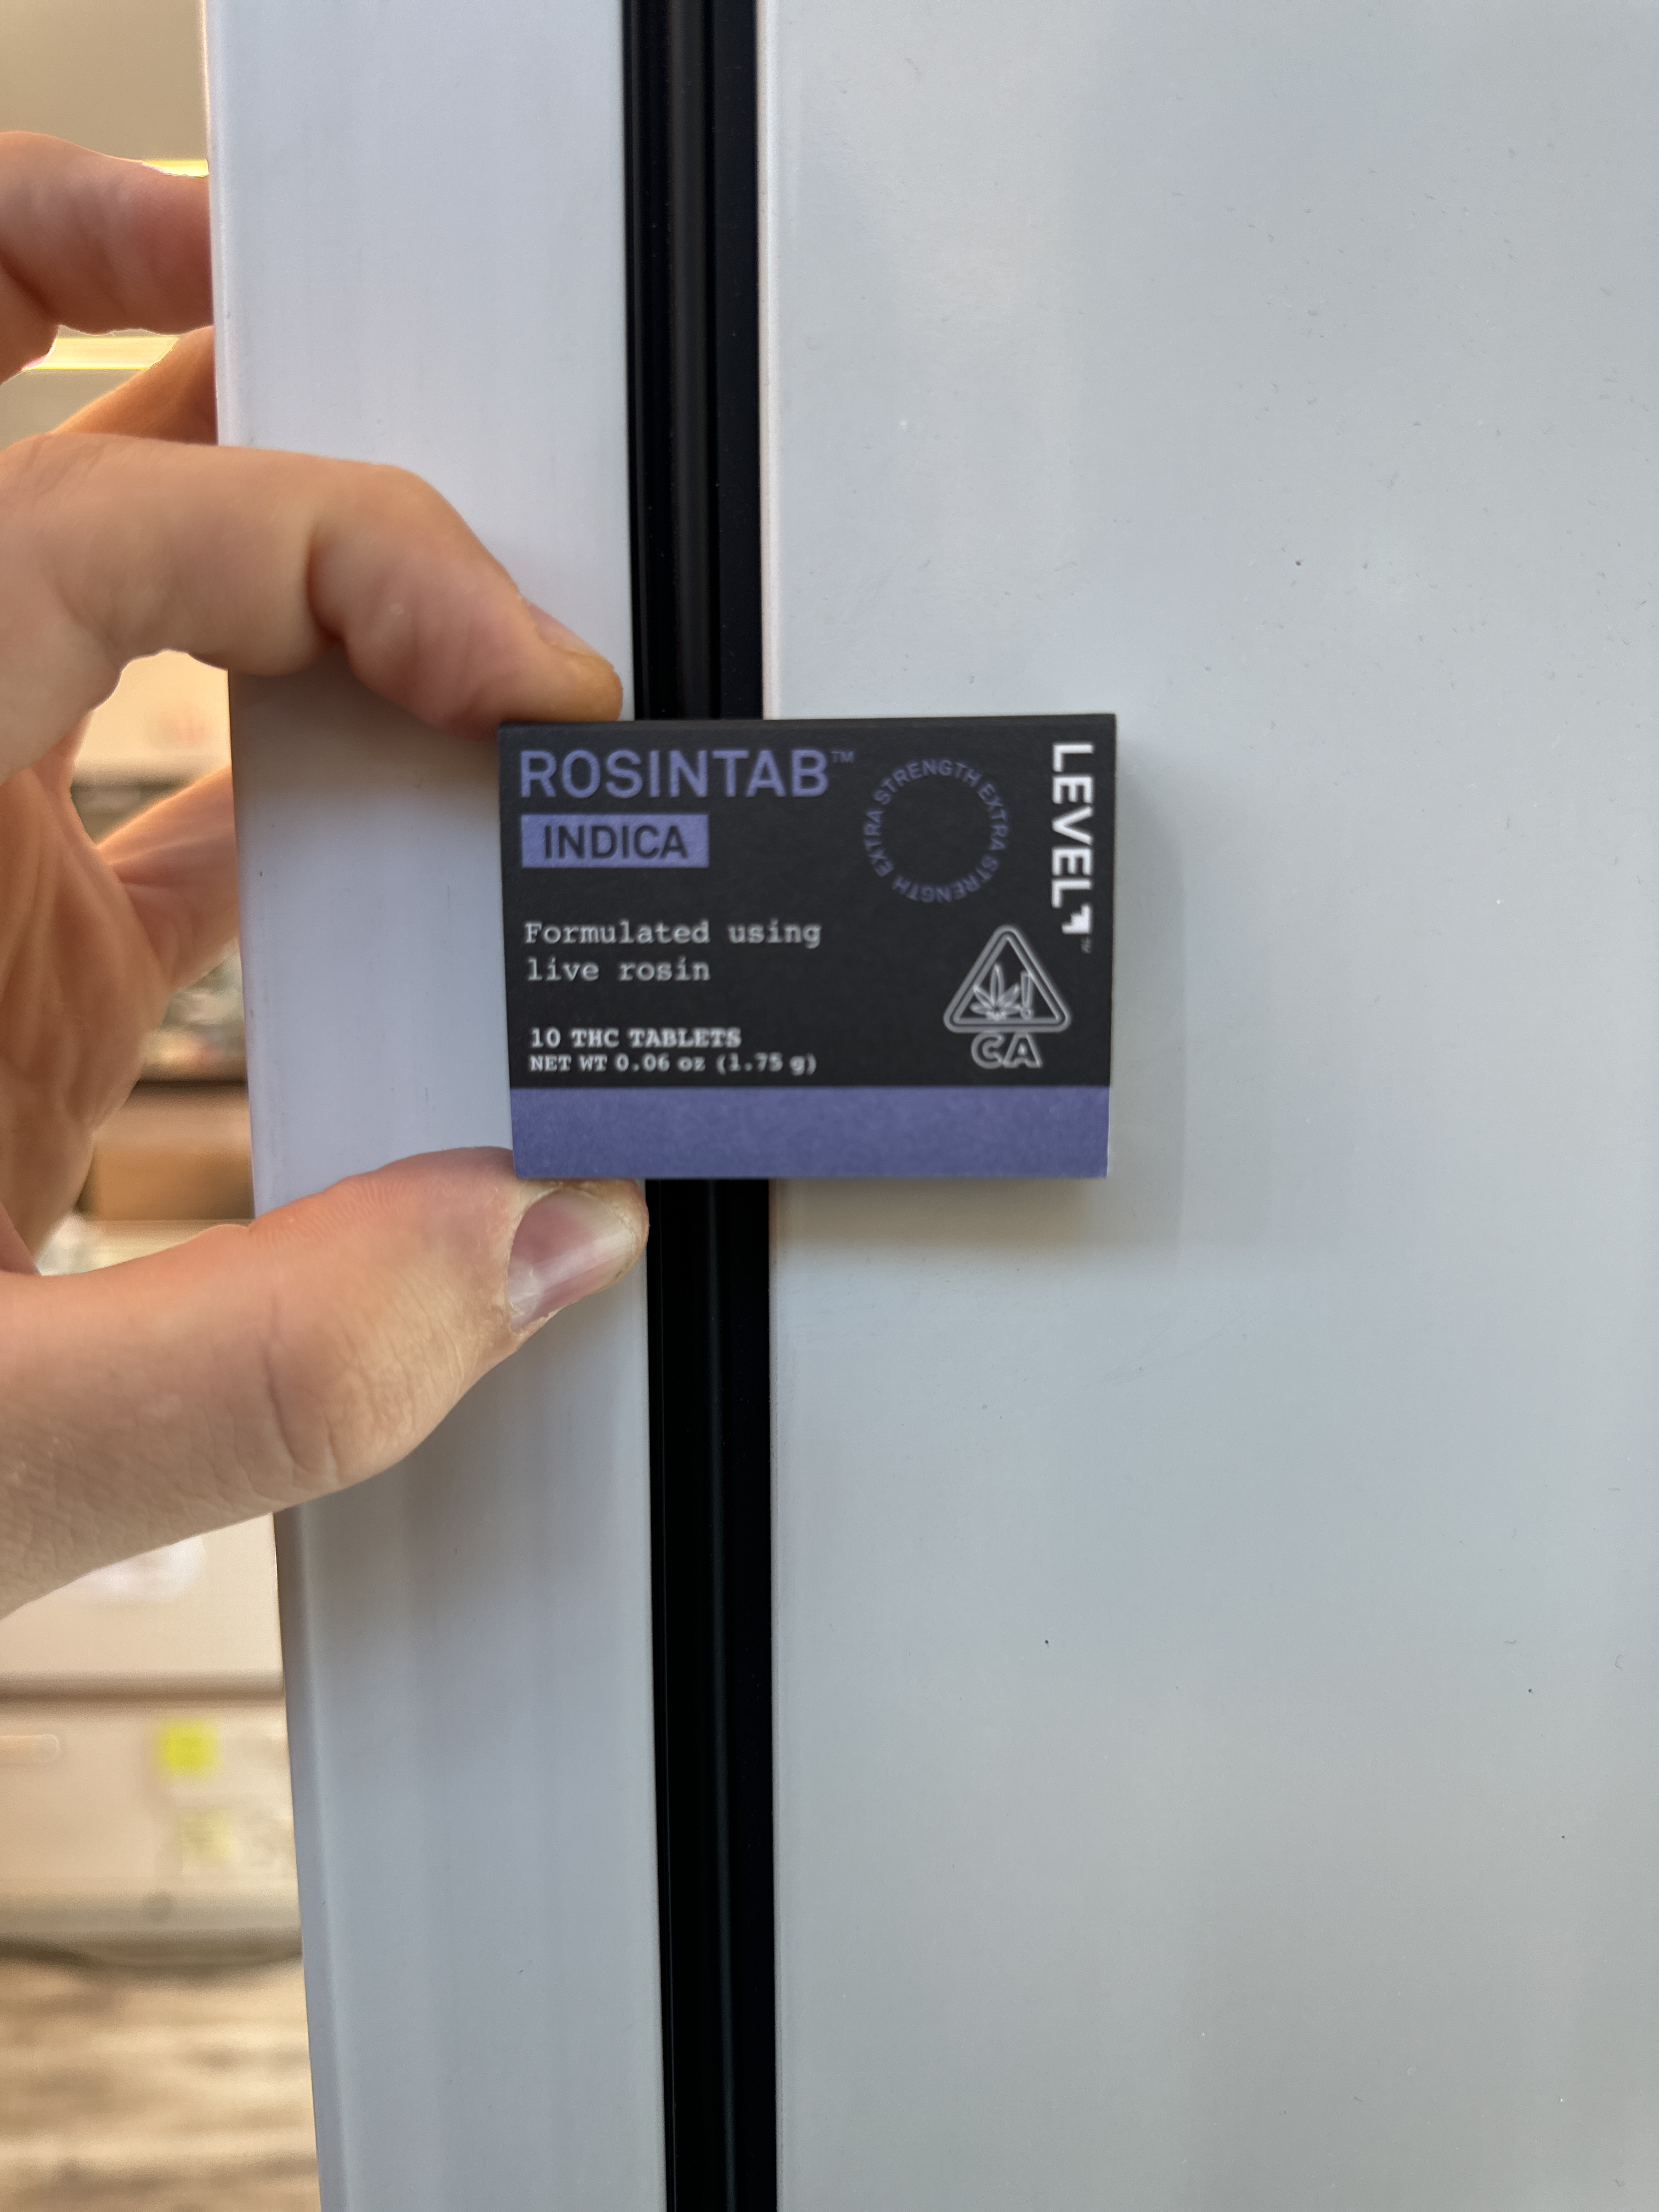 ROSINTAB™
INDICA
EXTRA STRENGTH EXTRA STRENGTH
LEVEL™
Formulated using
live rosin
10 THC TABLETS
NET WT 0.06 oz (1.75 g)
!
CA